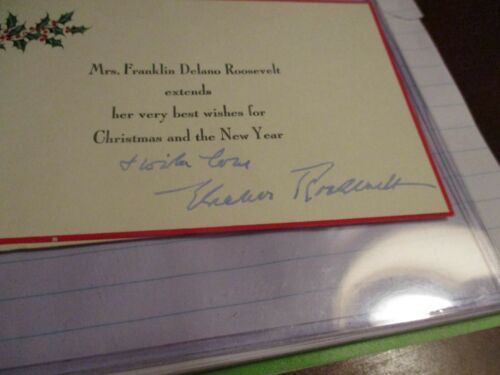 Mrs. Franklin Delano Roosevelt
extends
her very best wishes for
Christmas and the New Year
& with love
Eleanor Roosevelt